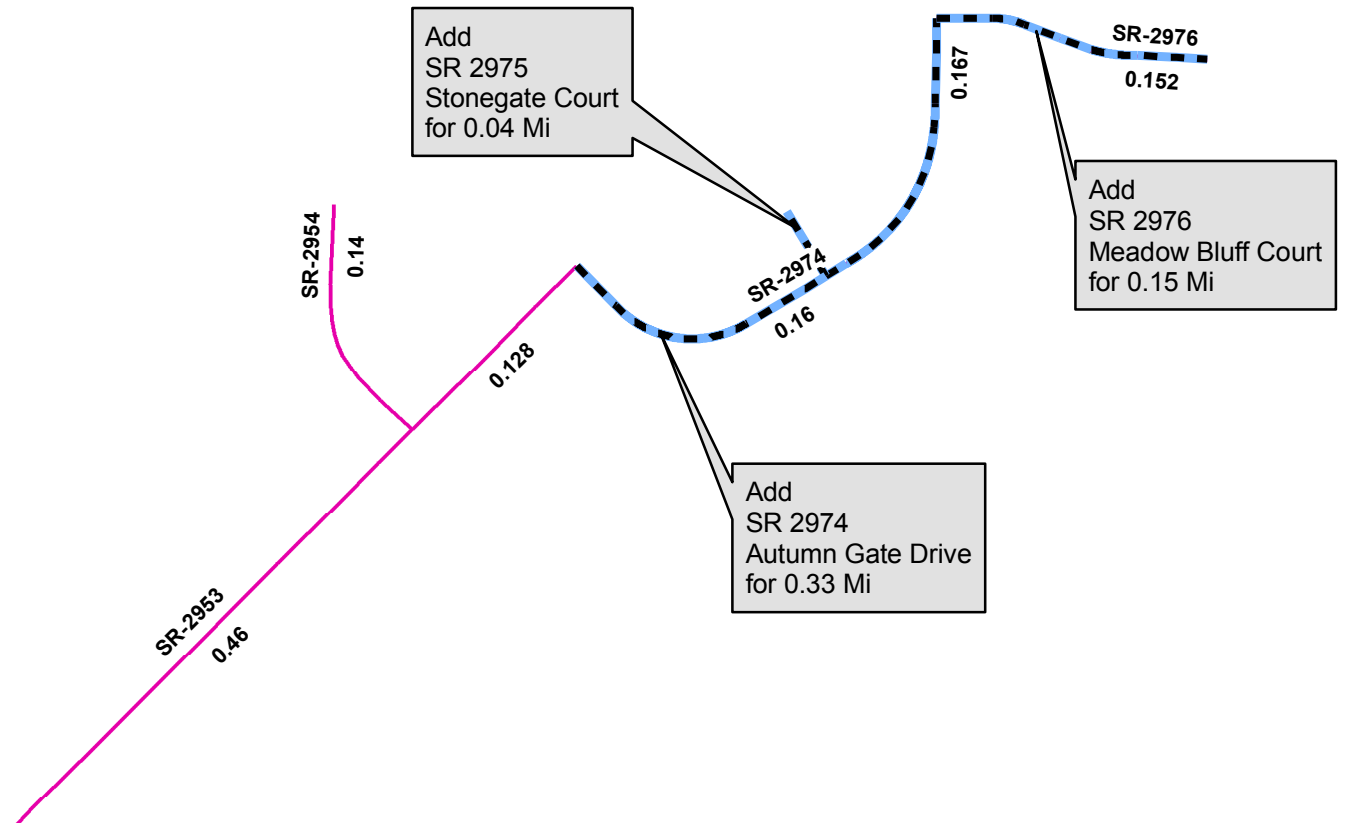 Add
SR 2975
Stonegate Court
for 0.04 Mi
SR-2976
0.152
0.167
Add
SR 2976
Meadow Bluff Court
for 0.15 Mi
SR-2954
0.14
SR-2974
0.16
0.128
Add
SR 2974
Autumn Gate Drive
for 0.33 Mi
SR-2953
0.46